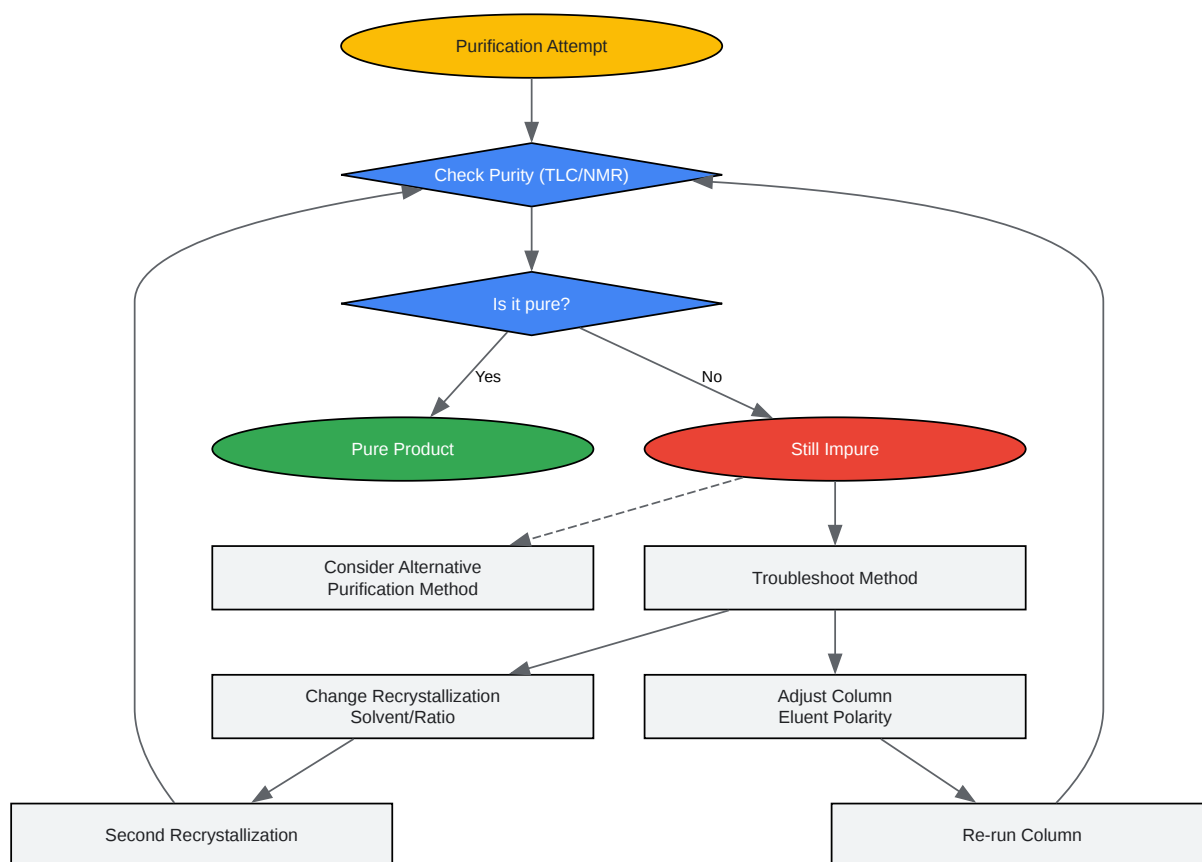 Purification Attempt
Check Purity (TLC/NMR)
Is it pure?
Yes
No
Pure Product
Still Impure
Consider Alternative
Purification Method
Troubleshoot Method
Change Recrystallization
Solvent/Ratio
Adjust Column
Eluent Polarity
Second Recrystallization
Re-run Column